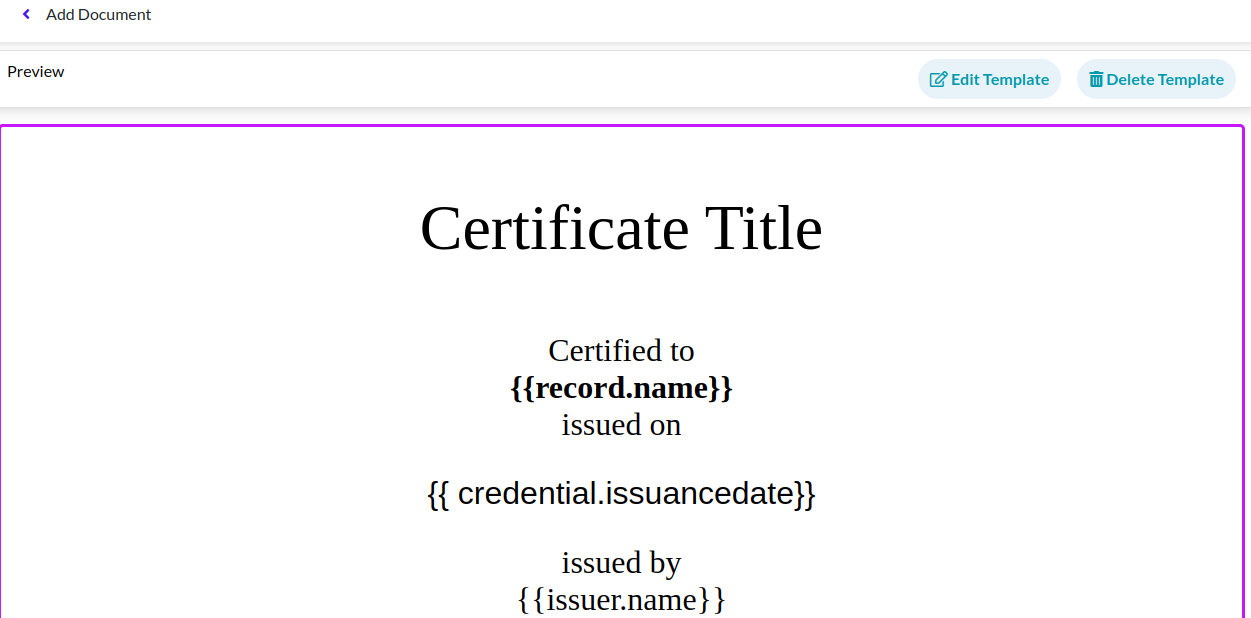 Add Document
Preview
Edit Template Delete Template
Certificate Title
Certified to
{{record.name}}
issued on
{{ credential.issuancedate}}
issued by
{{issuer.name}}